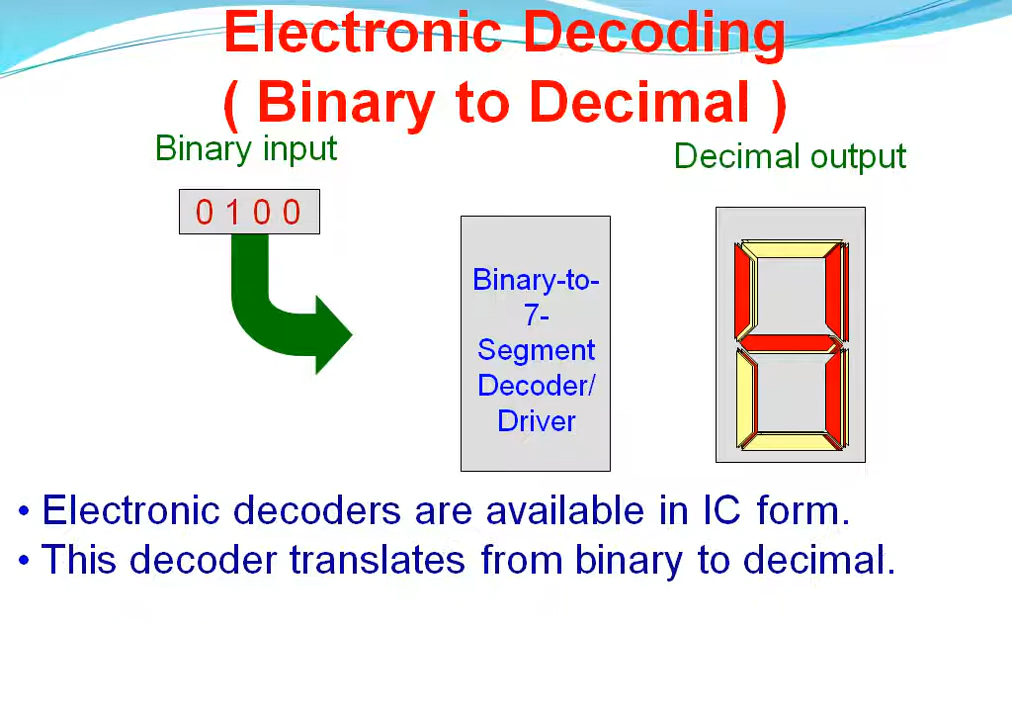 Electronic Decoding
( Binary to Decimal )
Binary input
Decimal output
0 1 0 0
Binary-to-
7-
Segment
Decoder/
Driver
• Electronic decoders are available in IC form.
• This decoder translates from binary to decimal.